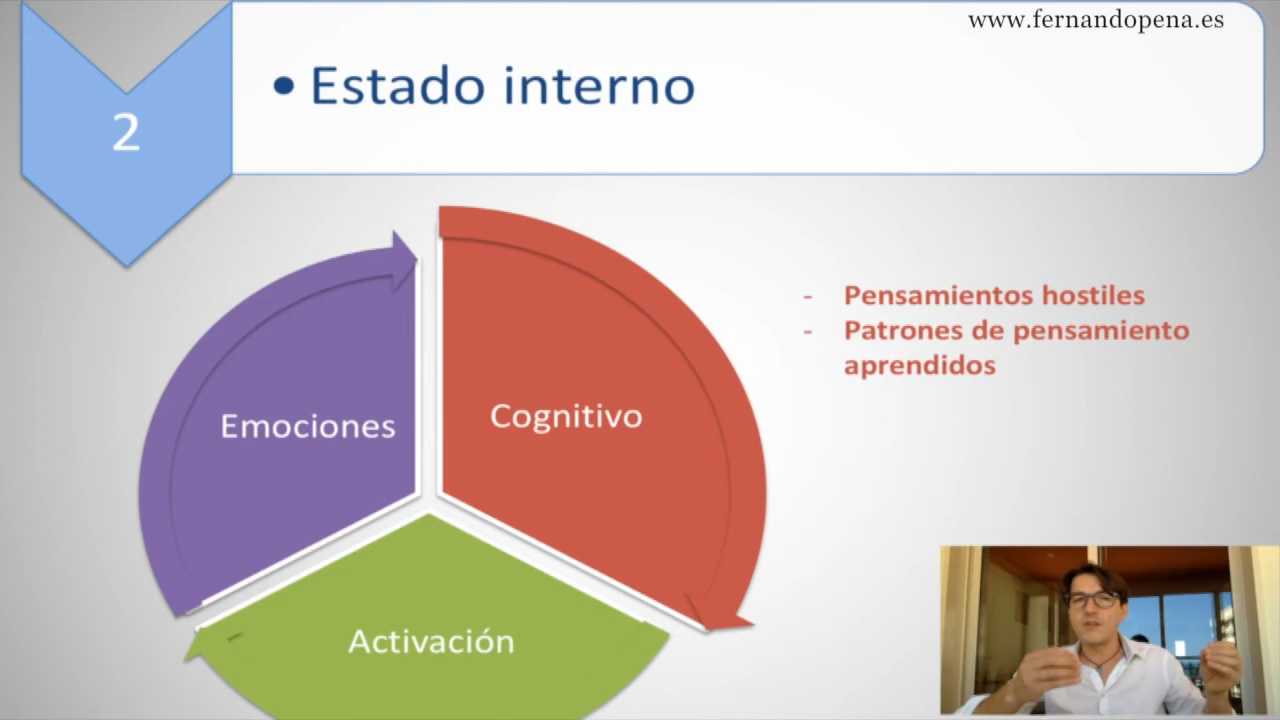 www.fernandopena.es
2
• Estado interno
- Pensamientos hostiles
- Patrones de pensamiento
aprendidos
Emociones
Cognitivo
Activación